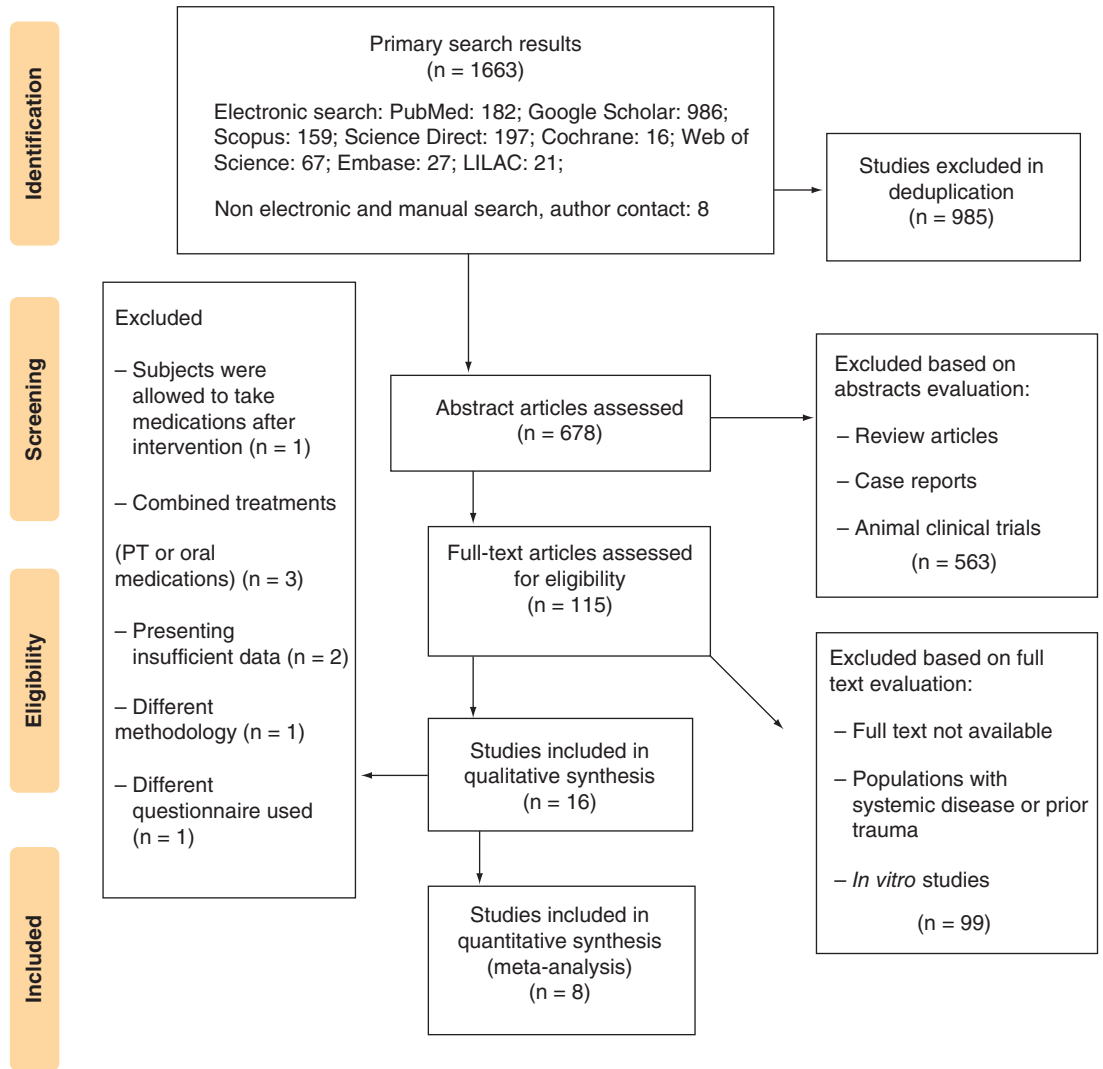 Identification
Primary search results
(n = 1663)
Electronic search: PubMed: 182; Google Scholar: 986;
Scopus: 159; Science Direct: 197; Cochrane: 16; Web of
Science: 67; Embase: 27; LILAC: 21;
Non electronic and manual search, author contact: 8
Studies excluded in
deduplication
(n = 985)
Screening
Excluded
– Subjects were
allowed to take
medications after
intervention (n = 1)
– Combined treatments
(PT or oral
medications) (n = 3)
– Presenting
insufficient data (n = 2)
– Different
methodology (n = 1)
– Different
questionnaire used
(n = 1)
Abstract articles assessed
(n = 678)
Excluded based on
abstracts evaluation:
– Review articles
– Case reports
– Animal clinical trials
(n = 563)
Eligibility
Full-text articles assessed
for eligibility
(n = 115)
Excluded based on full
text evaluation:
– Full text not available
– Populations with
systemic disease or prior
trauma
– In vitro studies
(n = 99)
Studies included in
qualitative synthesis
(n = 16)
Included
Studies included in
quantitative synthesis
(meta-analysis)
(n = 8)